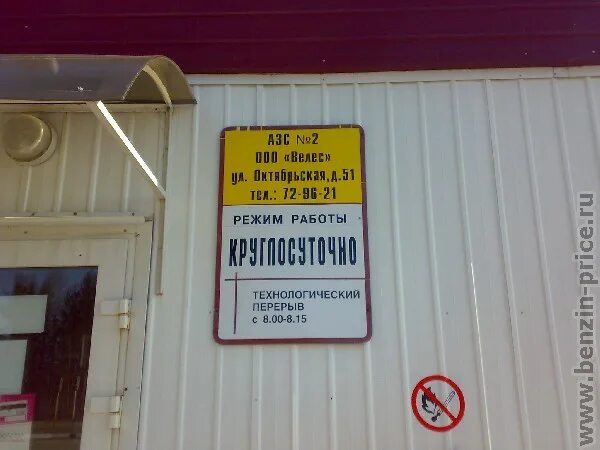 АЗС №2
ООО «Велес»
ул. Октябрьская, д.51
тел.: 72-96-21
РЕЖИМ РАБОТЫ
КРУГЛОСУТОЧНО
ТЕХНОЛОГИЧЕСКИЙ
ПЕРЕРЫВ
с 8.00-8.15
www.benzin-price.ru